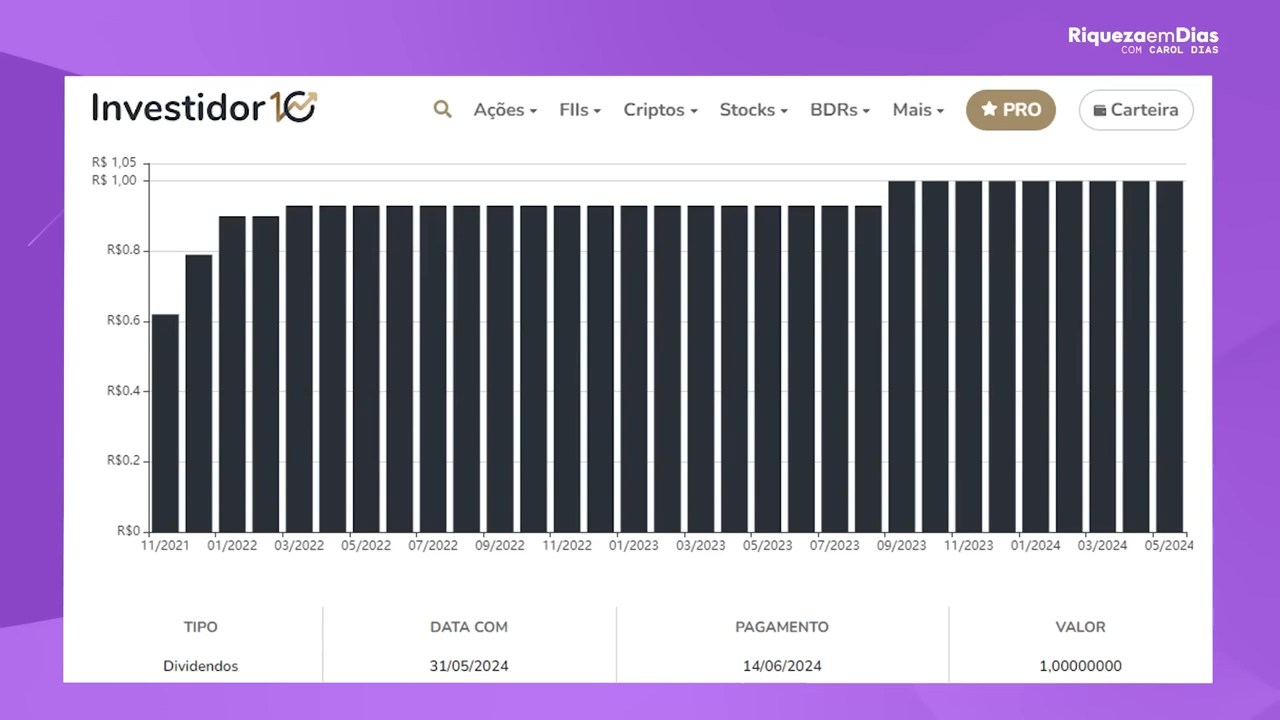 RiquezaemDias
COM CAROL DIAS
Investidor10
Ações
FIIs
Criptos
Stocks
BDRs
Mais
PRO
Carteira
R$ 1,05
R$ 1,00
R$0.8
R$0.6
R$0.4
R$0.2
R$0
11/2021 01/2022 03/2022 05/2022 07/2022 09/2022 11/2022 01/2023 03/2023 05/2023 07/2023 09/2023 11/2023 01/2024 03/2024 05/2024
TIPO DATA COM PAGAMENTO VALOR
Dividendos 31/05/2024 14/06/2024 1,00000000